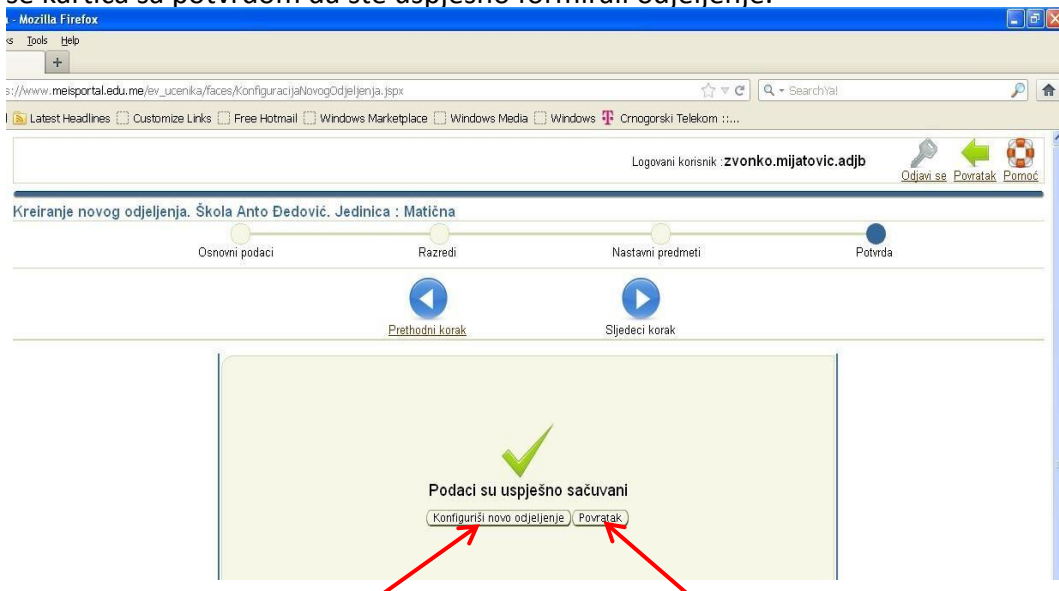 se kartica sa potvrdom da ste uspješno formirali odjeljenje.
- Mozilla Firefox
Tools Help
+
s://www.meisportal.edu.me/ev_ucenika/faces/KonfiguracijaNovogOdjeljenja.jspx
SearchYa!
Latest Headlines Customize Links Free Hotmail Windows Marketplace Windows Media Windows Crnogorski Telekom ::...
Logovani korisnik :zvonko.mijatovic.adjb
Odjavi se Povratak Pomoć
Kreiranje novog odjeljenja. Škola Anto Đedović. Jedinica : Matična
Osnovni podaci Razredi Nastavni predmeti Potvrda
Prethodni korak Sljedeci korak
Podaci su uspješno sačuvani
Konfiguriši novo odjeljenje Povratak